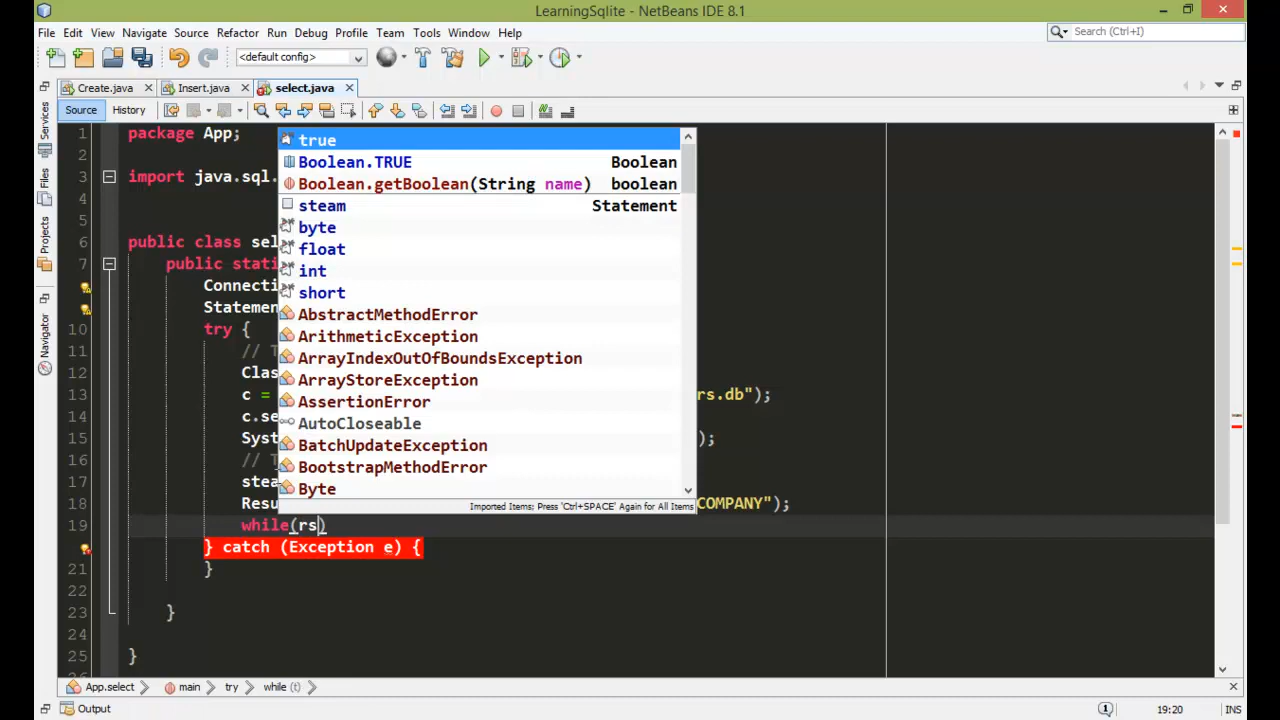 LearningSqlite - NetBeans IDE 8.1
File Edit View Navigate Source Refactor Run Debug Profile Team Tools Window Help
Search (Ctrl+I)
<default config>
Create.java Insert.java select.java
Source History
Services
Files
Projects
Navigator
1 package App;
2
3 import java.sql.
4
5
6 public class sel
7 public stati
Connecti
Statemen
10 try {
11 // T
12 Clas
13 c = rs.db");
14 c.se
15 Syst );
16 // T
17 stea
18 Resu COMPANY");
19 while(rs)
} catch (Exception e) {
21 }
22
23 }
24
25 }
true
Boolean.TRUE Boolean
Boolean.getBoolean(String name) boolean
steam Statement
byte
float
int
short
AbstractMethodError
ArithmeticException
ArrayIndexOutOfBoundsException
ArrayStoreException
AssertionError
AutoCloseable
BatchUpdateException
BootstrapMethodError
Byte
Imported Items; Press 'Ctrl+SPACE' Again for All Items
App.select main try while (t)
Output
19:20 INS